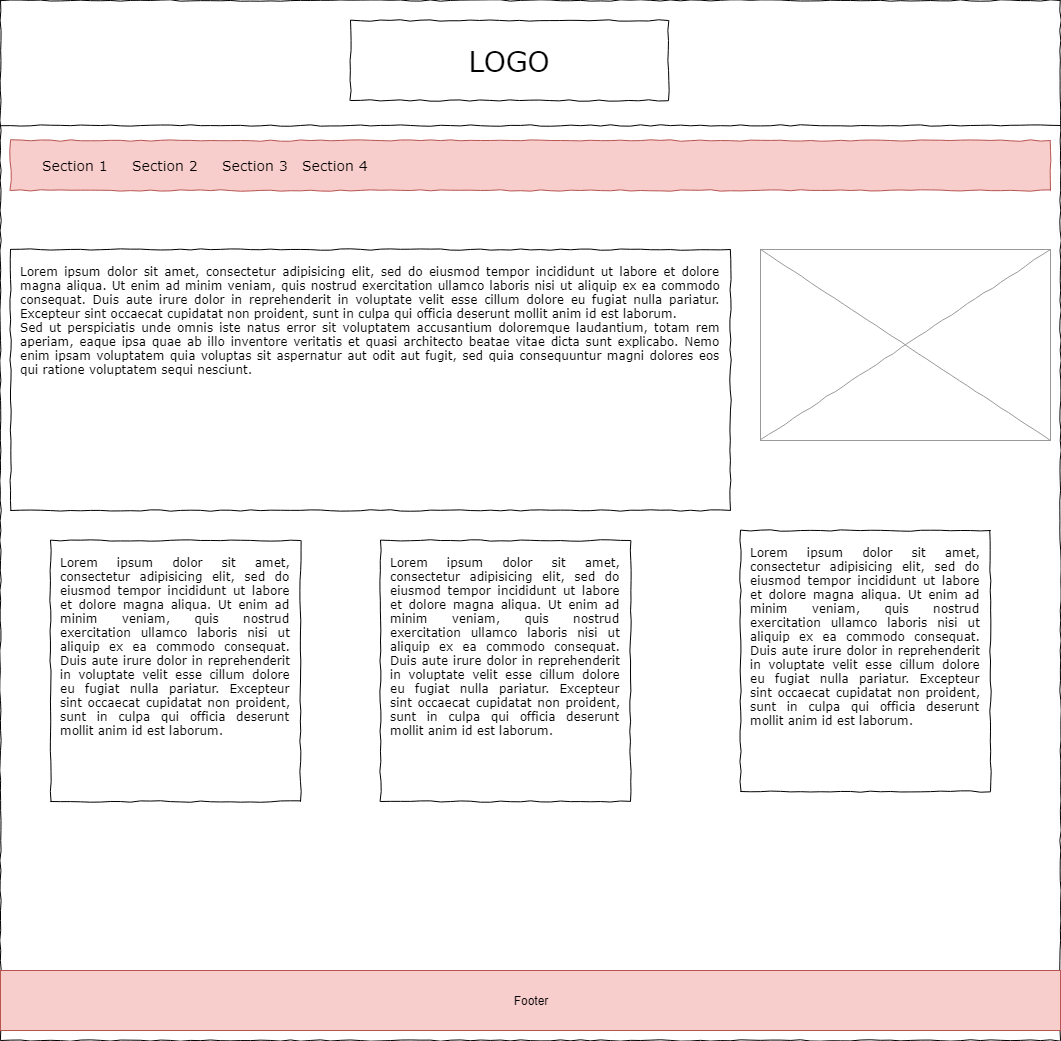 LOGO
Section 1 Section 2 Section 3 Section 4
Lorem ipsum dolor sit amet, consectetur adipisicing elit, sed do eiusmod tempor incididunt ut labore et dolore
magna aliqua. Ut enim ad minim veniam, quis nostrud exercitation ullamco laboris nisi ut aliquip ex ea commodo
consequat. Duis aute irure dolor in reprehenderit in voluptate velit esse cillum dolore eu fugiat nulla pariatur.
Excepteur sint occaecat cupidatat non proident, sunt in culpa qui officia deserunt mollit anim id est laborum.
Sed ut perspiciatis unde omnis iste natus error sit voluptatem accusantium doloremque laudantium, totam rem
aperiam, eaque ipsa quae ab illo inventore veritatis et quasi architecto beatae vitae dicta sunt explicabo. Nemo
enim ipsam voluptatem quia voluptas sit aspernatur aut odit aut fugit, sed quia consequuntur magni dolores eos
qui ratione voluptatem sequi nesciunt.
Lorem ipsum dolor sit amet,
consectetur adipisicing elit, sed do
eiusmod tempor incididunt ut labore
et dolore magna aliqua. Ut enim ad
minim veniam, quis nostrud
exercitation ullamco laboris nisi ut
aliquip ex ea commodo consequat.
Duis aute irure dolor in reprehenderit
in voluptate velit esse cillum dolore
eu fugiat nulla pariatur. Excepteur
sint occaecat cupidatat non proident,
sunt in culpa qui officia deserunt
mollit anim id est laborum.
Lorem ipsum dolor sit amet,
consectetur adipisicing elit, sed do
eiusmod tempor incididunt ut labore
et dolore magna aliqua. Ut enim ad
minim veniam, quis nostrud
exercitation ullamco laboris nisi ut
aliquip ex ea commodo consequat.
Duis aute irure dolor in reprehenderit
in voluptate velit esse cillum dolore
eu fugiat nulla pariatur. Excepteur
sint occaecat cupidatat non proident,
sunt in culpa qui officia deserunt
mollit anim id est laborum.
Lorem ipsum dolor sit amet,
consectetur adipisicing elit, sed do
eiusmod tempor incididunt ut labore
et dolore magna aliqua. Ut enim ad
minim veniam, quis nostrud
exercitation ullamco laboris nisi ut
aliquip ex ea commodo consequat.
Duis aute irure dolor in reprehenderit
in voluptate velit esse cillum dolore
eu fugiat nulla pariatur. Excepteur
sint occaecat cupidatat non proident,
sunt in culpa qui officia deserunt
mollit anim id est laborum.
Footer